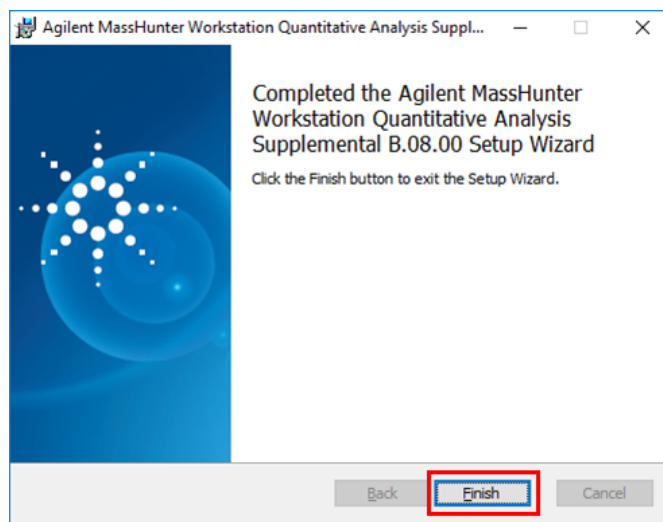 Agilent MassHunter Workstation Quantitative Analysis Suppl...
Completed the Agilent MassHunter
Workstation Quantitative Analysis
Supplemental B.08.00 Setup Wizard
Click the Finish button to exit the Setup Wizard.
Back Finish Cancel